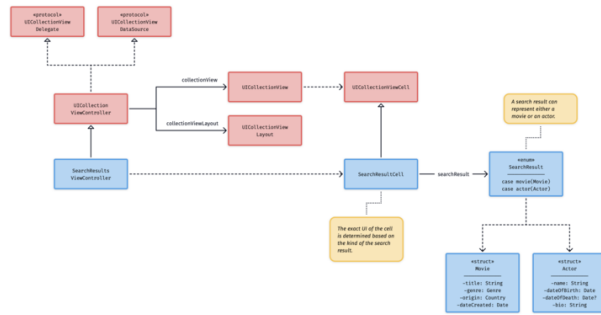 «protocol»
UICollectionView
Delegate
«protocol»
UICollectionView
DataSource
UICollection
ViewController
collectionView
UICollectionView
UICollectionViewCell
collectionViewLayout
UICollectionView
Layout
A search result can
represent either a
movie or an actor.
SearchResults
ViewController
SearchResultCell
searchResult
«enum»
SearchResult
case movie(Movie)
case actor(Actor)
The exact UI of the cell
is determined based on
the kind of the search
result.
«struct»
Movie
-title: String
-genre: Genre
-origin: Country
-dateCreated: Date
«struct»
Actor
-name: String
-dateOfBirth: Date
-dateOfDeath: Date?
-bio: String